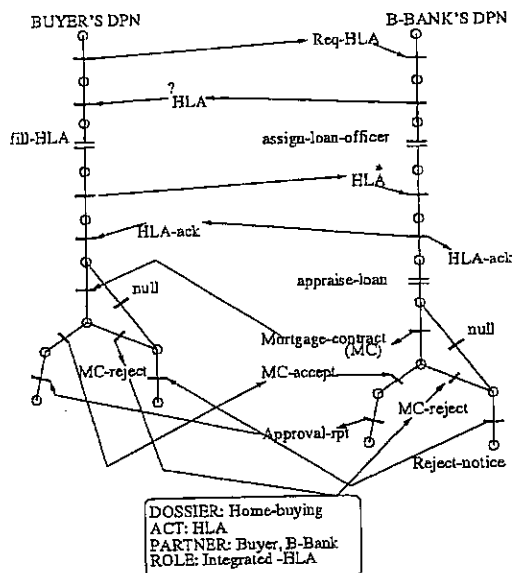 BUYER'S DPN
B-BANK'S DPN
Req-HLA
?
HLA
fill-HLA
assign-loan-officer
*
HLA
HLA-ack
HLA-ack
appraise-loan
null
null
Mortgage-contract
(MC)
MC-reject
MC-accept
MC-reject
Approval-rpt
Reject-notice
DOSSIER: Home-buying
ACT: HLA
PARTNER: Buyer, B-Bank
ROLE: Integrated -HLA